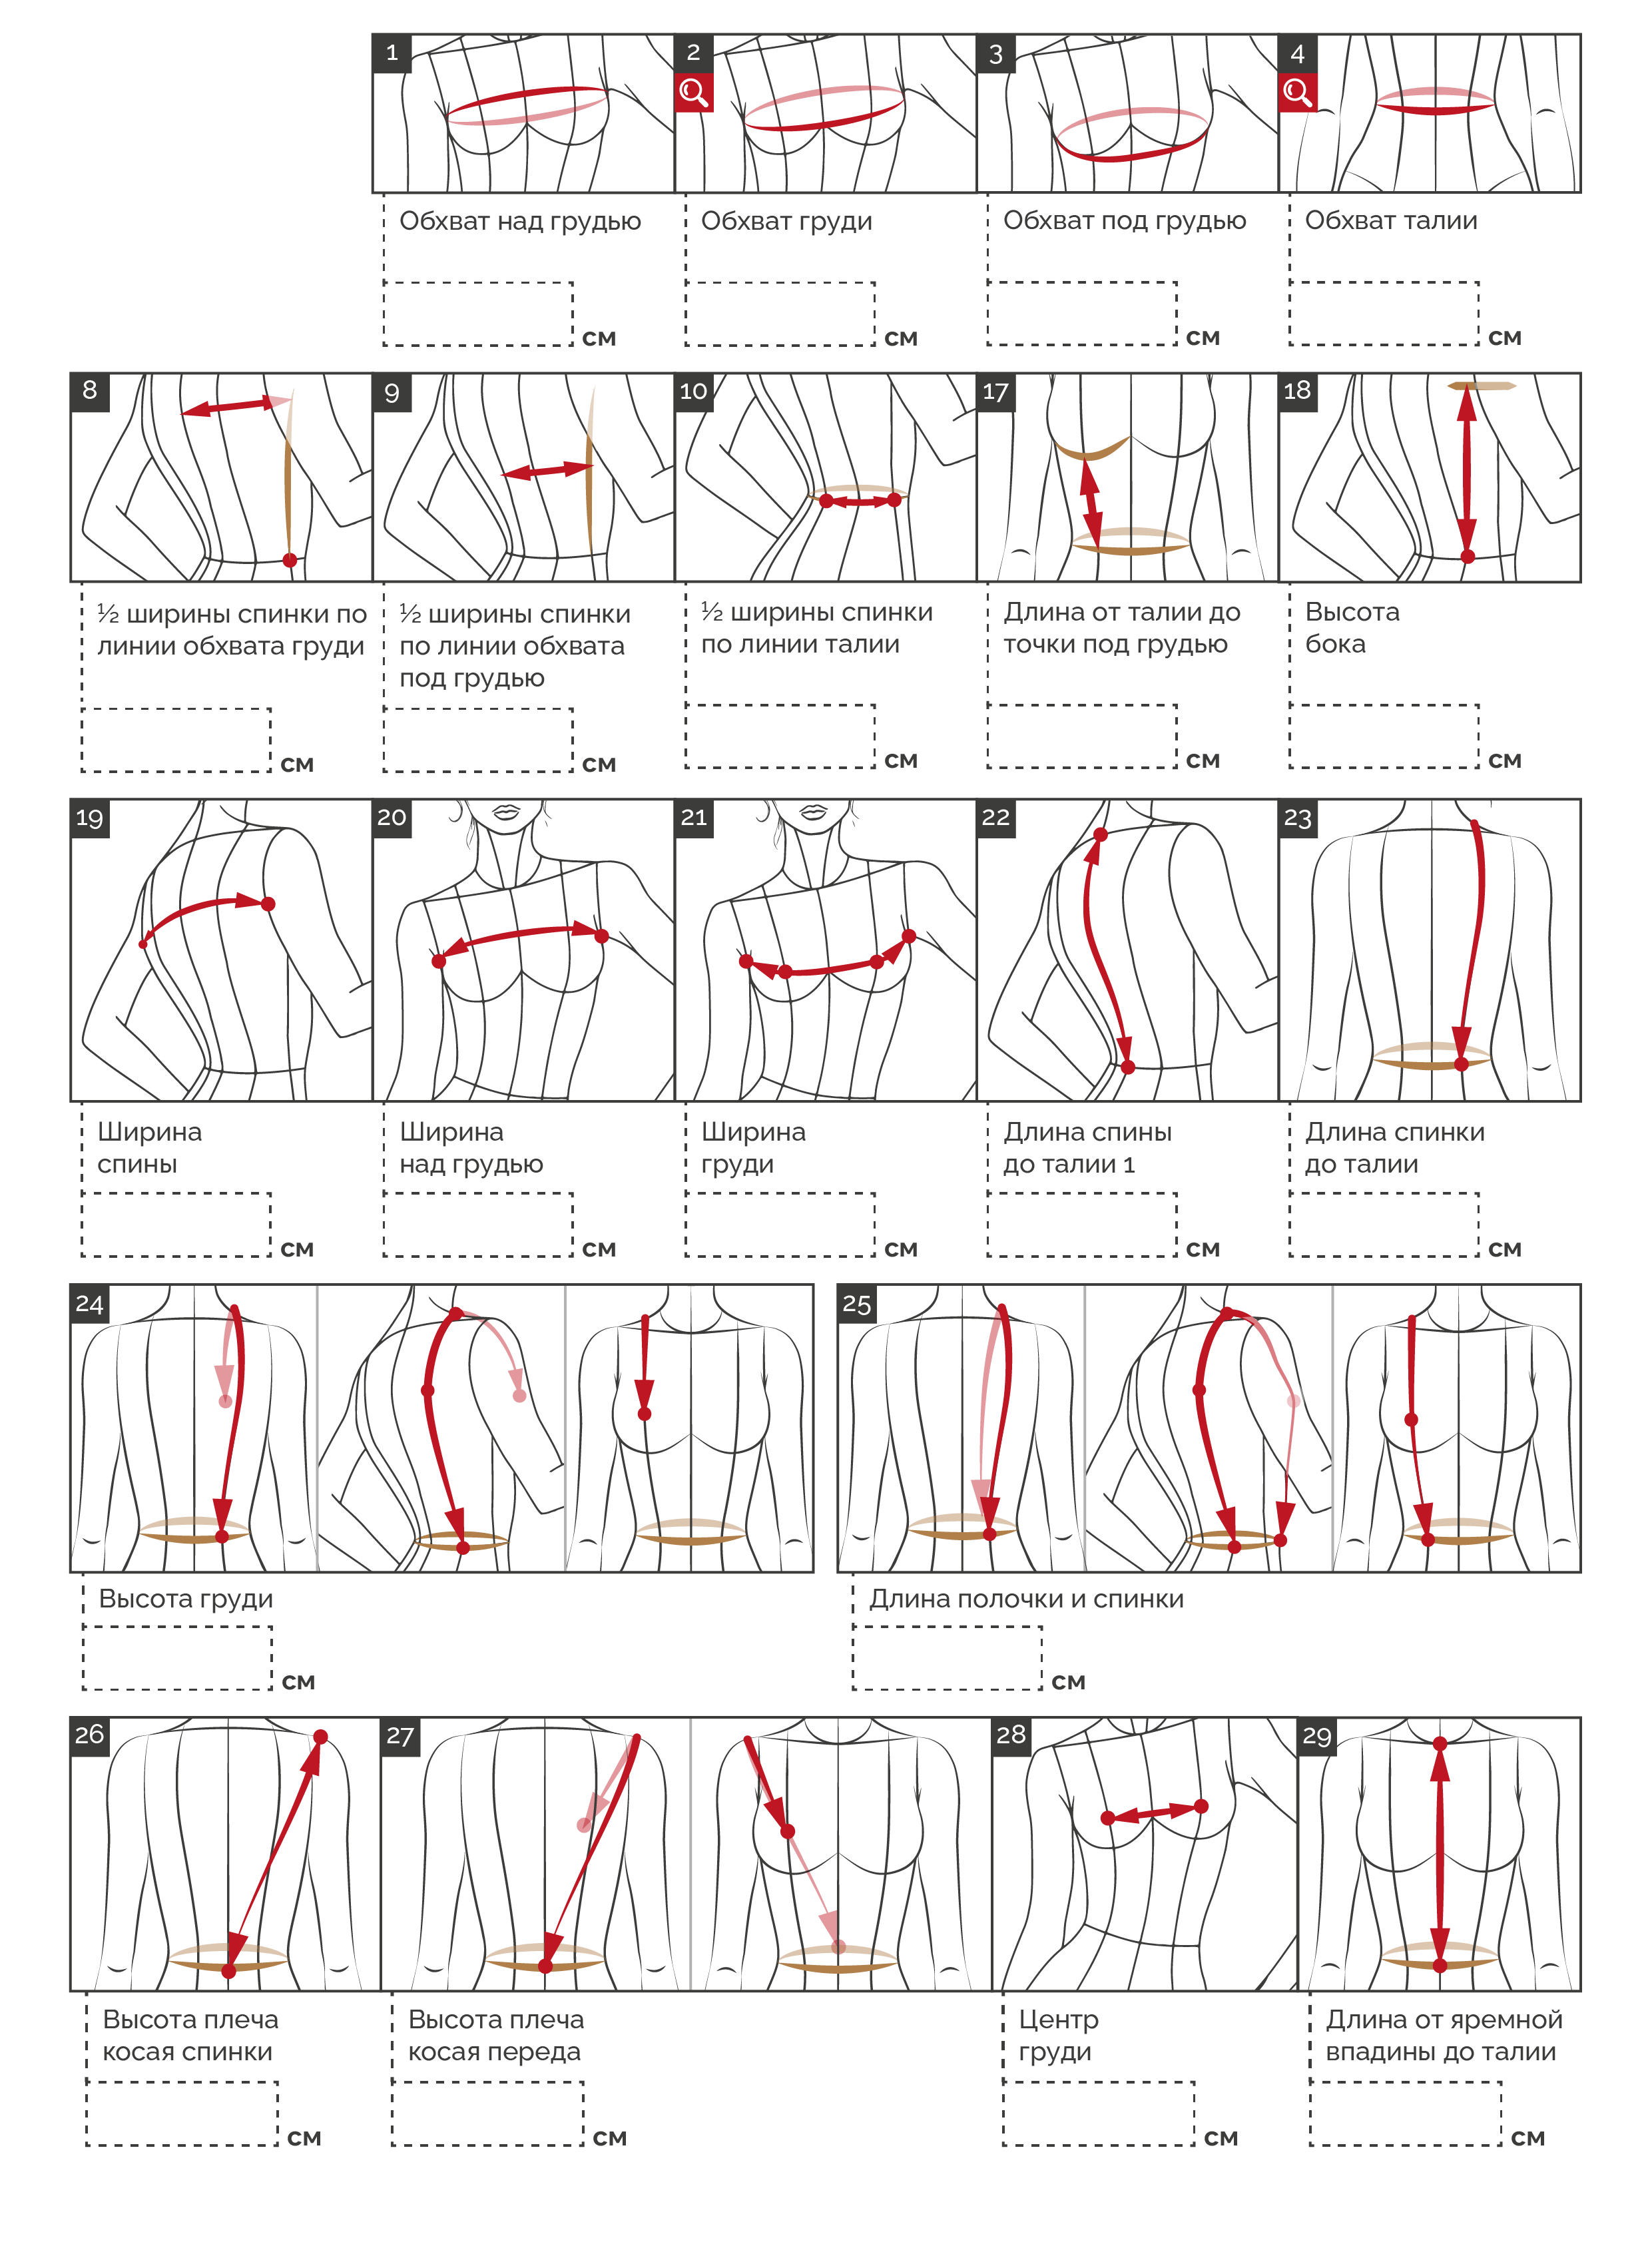 1
2
3
4
Обхват над грудью
Обхват груди
Обхват под грудью
Обхват талии
см
см
см
см
8
9
10
17
18
½ ширины спинки по
линии обхвата груди
½ ширины спинки
по линии обхвата
под грудью
½ ширины спинки
по линии талии
Длина от талии до
точки под грудью
Высота
бока
см
см
см
см
см
19
20
21
22
23
Ширина
спины
Ширина
над грудью
Ширина
груди
Длина спины
до талии 1
Длина спинки
до талии
см
см
см
см
см
24
25
Высота груди
Длина полочки и спинки
см
см
26
27
28
29
Высота плеча
косая спинки
Высота плеча
косая переда
Центр
груди
Длина от яремной
впадины до талии
см
см
см
см